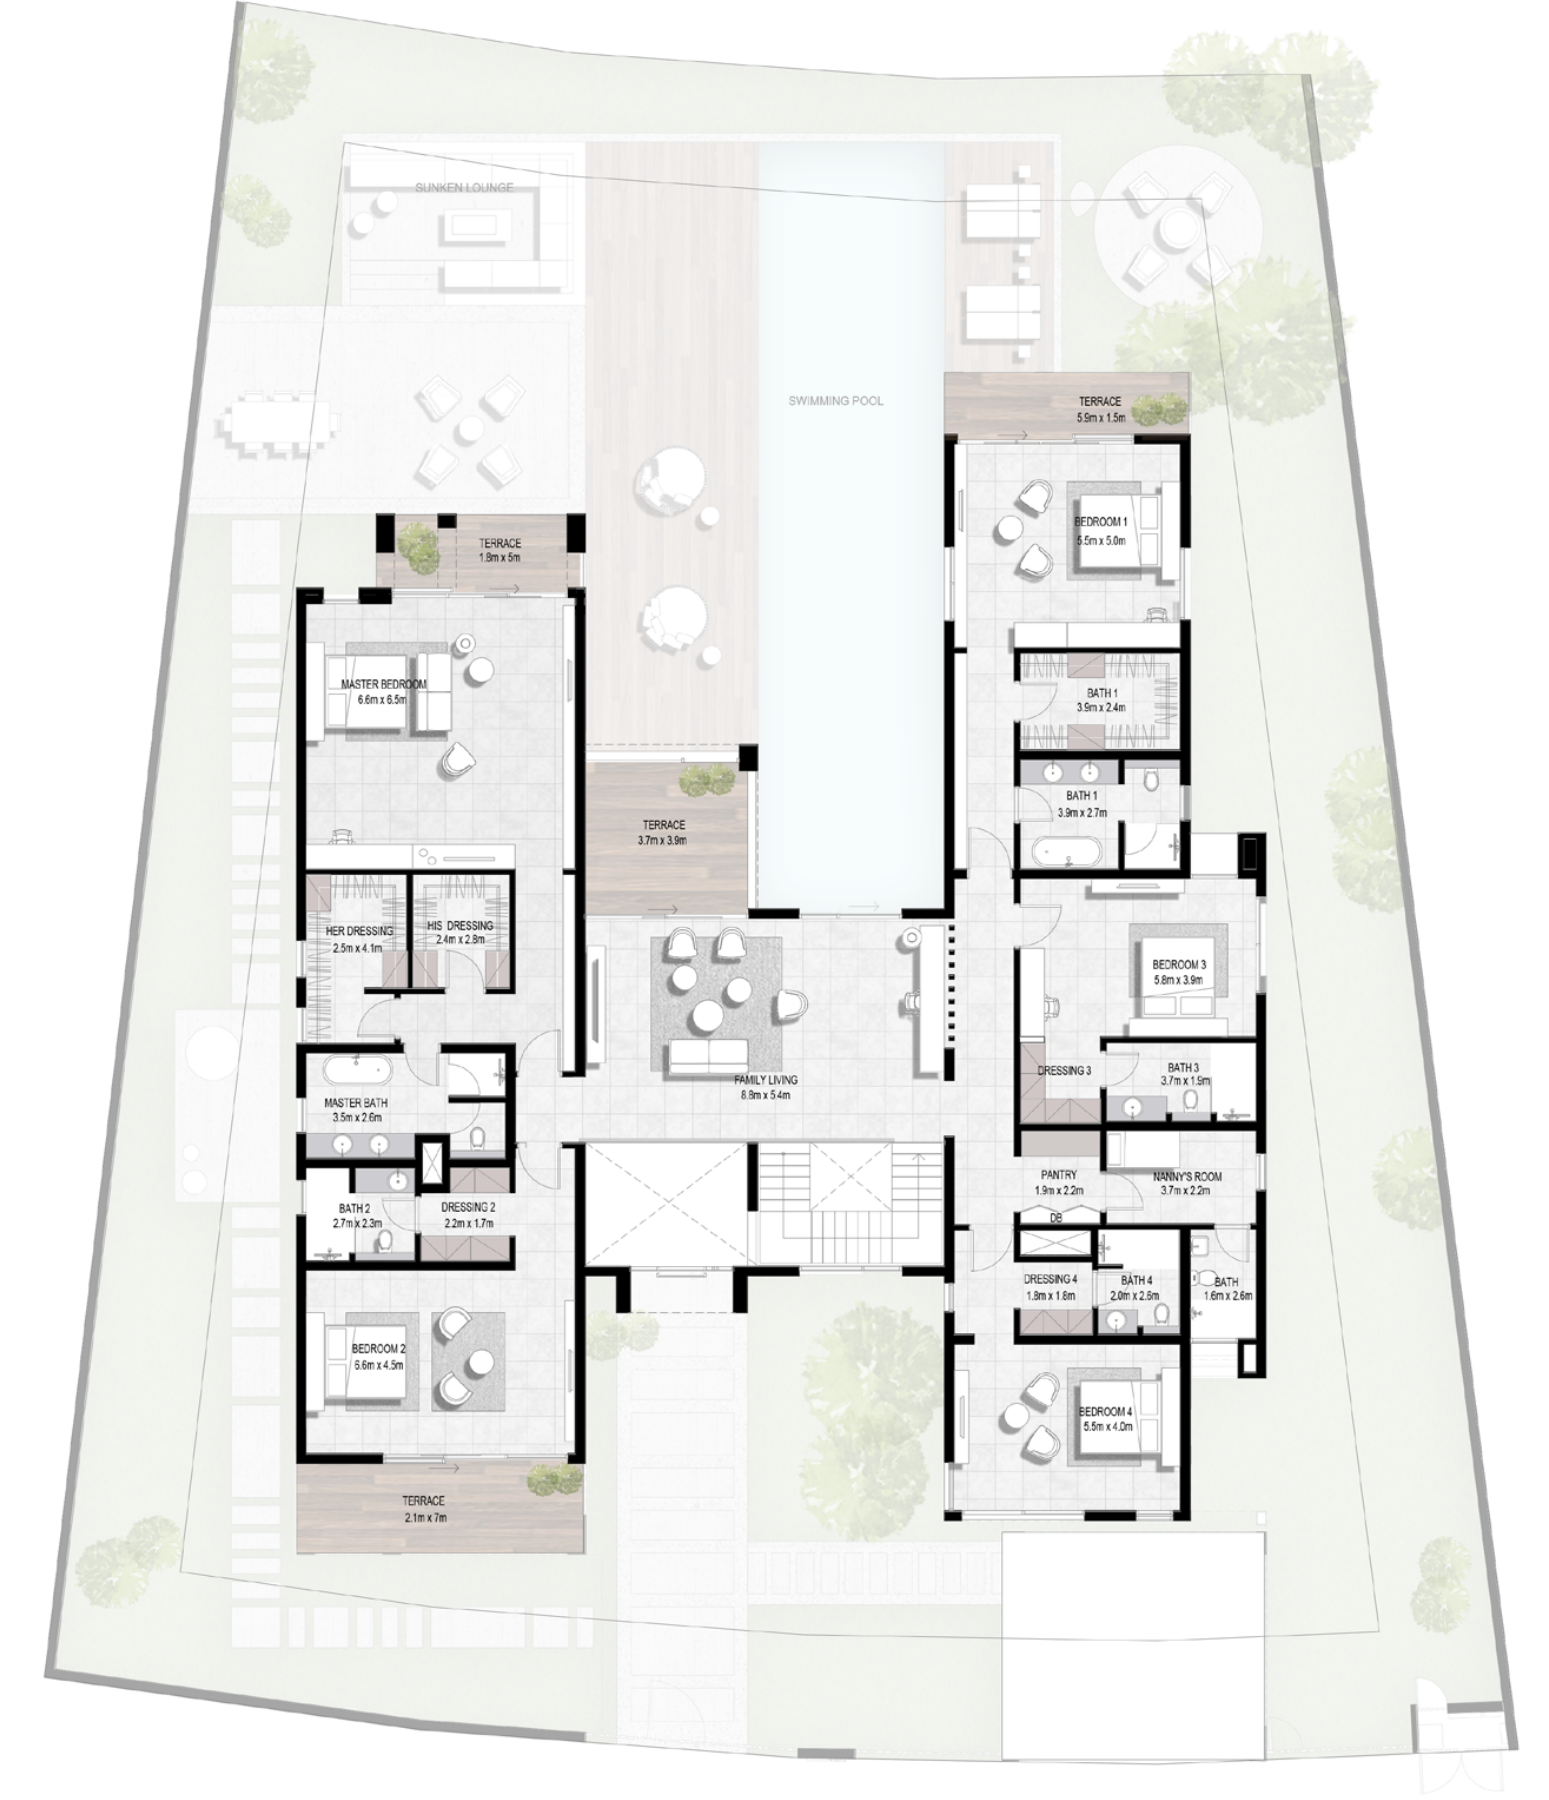 SUNKEN LOUNGE
SWIMMING POOL
TERRACE
5.9m x 1.5m
BEDROOM 1
5.5m x 5.0m
TERRACE
1.8m x 5m
MASTER BEDROOM
6.6m x 6.5m
BATH 1
3.9m x 2.4m
BATH 1
3.9m x 2.7m
TERRACE
3.7m x 3.9m
HER DRESSING
2.5m x 4.1m
HIS DRESSING
2.4m x 2.8m
BEDROOM 3
5.8m x 3.9m
FAMILY LIVING
8.8m x 5.4m
DRESSING 3
BATH 3
3.7m x 1.9m
MASTER BATH
3.5m x 2.6m
PANTRY
1.9m x 2.2m
DB
NANNY'S ROOM
3.7m x 2.2m
BATH 2
2.7m x 2.3m
DRESSING 2
2.2m x 1.7m
DRESSING 4
1.8m x 1.8m
BATH 4
2.0m x 2.6m
BATH
1.6m x 2.6m
BEDROOM 2
6.6m x 4.5m
BEDROOM 4
5.5m x 4.0m
TERRACE
2.1m x 7m